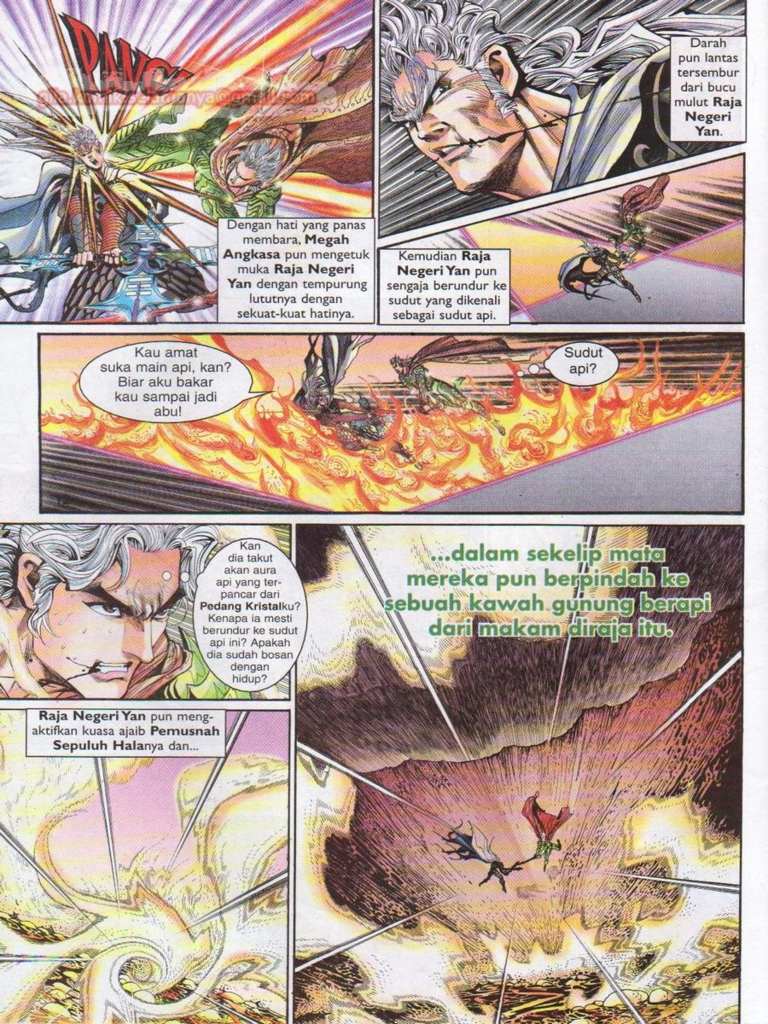 PANG
Dengan hati yang panas
membara, Megah
Angkasa pun mengetuk
muka Raja Negeri
Yan dengan tempurung
lututnya dengan
sekuat-kuat hatinya.
Darah
pun lantas
tersembur
dari bucu
mulut Raja
Negeri
Yan.
Kemudian Raja
Negeri Yan pun
sengaja berundur ke
sudut yang dikenali
sebagai sudut api.
Kau amat
suka main api, kan?
Biar aku bakar
kau sampai jadi
abu!
Sudut
api?
Kan
dia takut
akan aura
api yang ter-
pancar dari
Pedang Kristalku?
Kenapa ia mesti
berundur ke sudut
api ini? Apakah
dia sudah bosan
dengan
hidup?
Raja Negeri Yan pun meng-
aktifkan kuasa ajaib Pemusnah
Sepuluh Halanya dan...
...dalam sekelip mata
mereka pun berpindah ke
sebuah kawah gunung berapi
dari makam diraja itu.